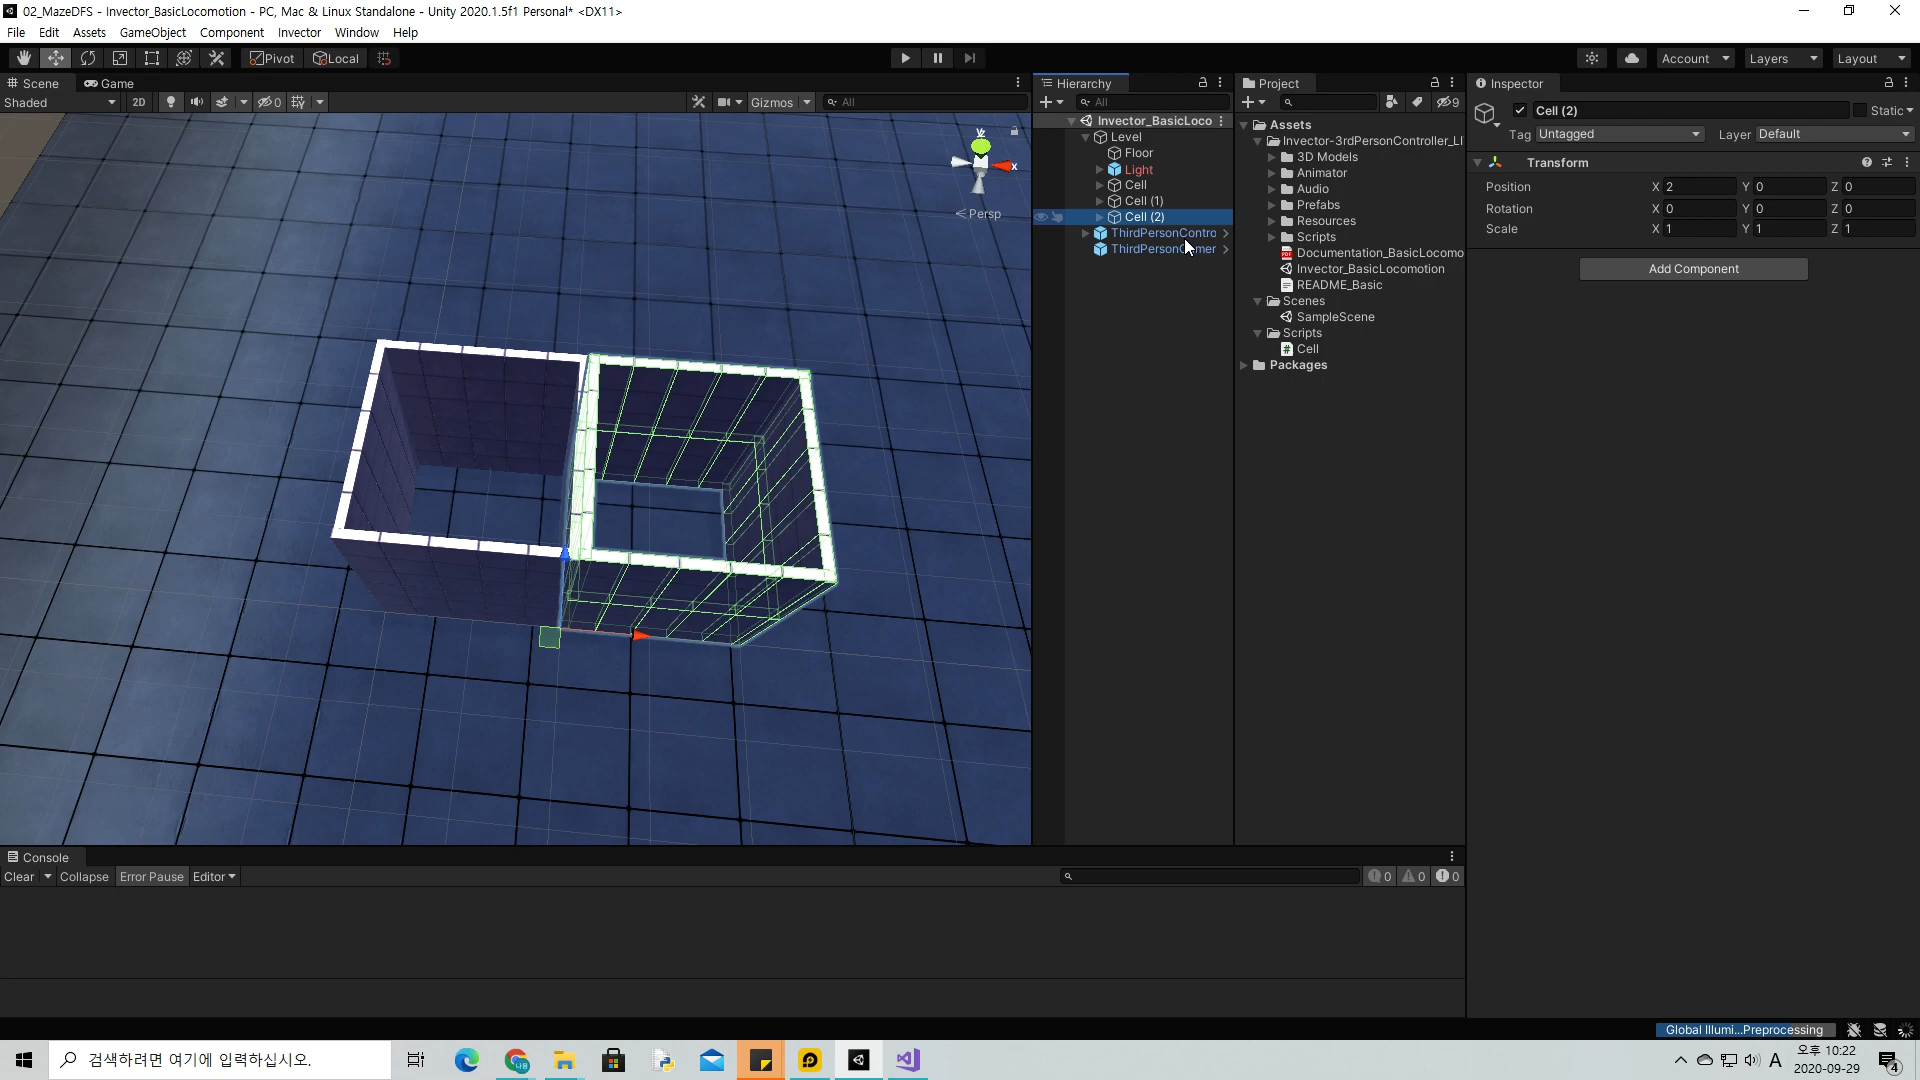 02_MazeDFS - Invector_BasicLocomotion - PC, Mac & Linux Standalone - Unity 2020.1.5f1 Personal* <DX11>
File Edit Assets GameObject Component Invector Window Help
Pivot Local Account Layers Layout
Scene Game
Shaded 2D 0 Gizmos All
y x
Persp
Hierarchy
All
Invector_BasicLoco
Level
Floor
Light
Cell
Cell (1)
Cell (2)
ThirdPersonContro
ThirdPersonCamer
Project
9
Assets
Invector-3rdPersonController_LI
3D Models
Animator
Audio
Prefabs
Resources
Scripts
Documentation_BasicLocomo
Invector_BasicLocomotion
README_Basic
Scenes
SampleScene
Scripts
Cell
Packages
Inspector
Cell (2) Static
Tag Untagged Layer Default
Transform
Position X 2 Y 0 Z 0
Rotation X 0 Y 0 Z 0
Scale X 1 Y 1 Z 1
Add Component
Console
Clear Collapse Error Pause Editor 0 0 0
Global Illumi...Preprocessing
검색하려면 여기에 입력하십시오.
A 오후 10:22
2020-09-29 4